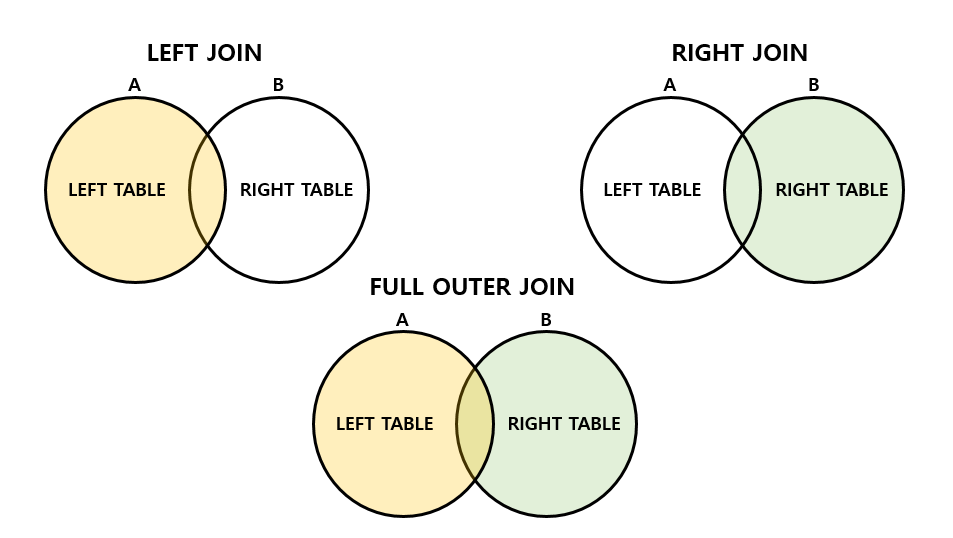 LEFT JOIN
A B
LEFT TABLE RIGHT TABLE
RIGHT JOIN
A B
LEFT TABLE RIGHT TABLE
FULL OUTER JOIN
A B
LEFT TABLE RIGHT TABLE